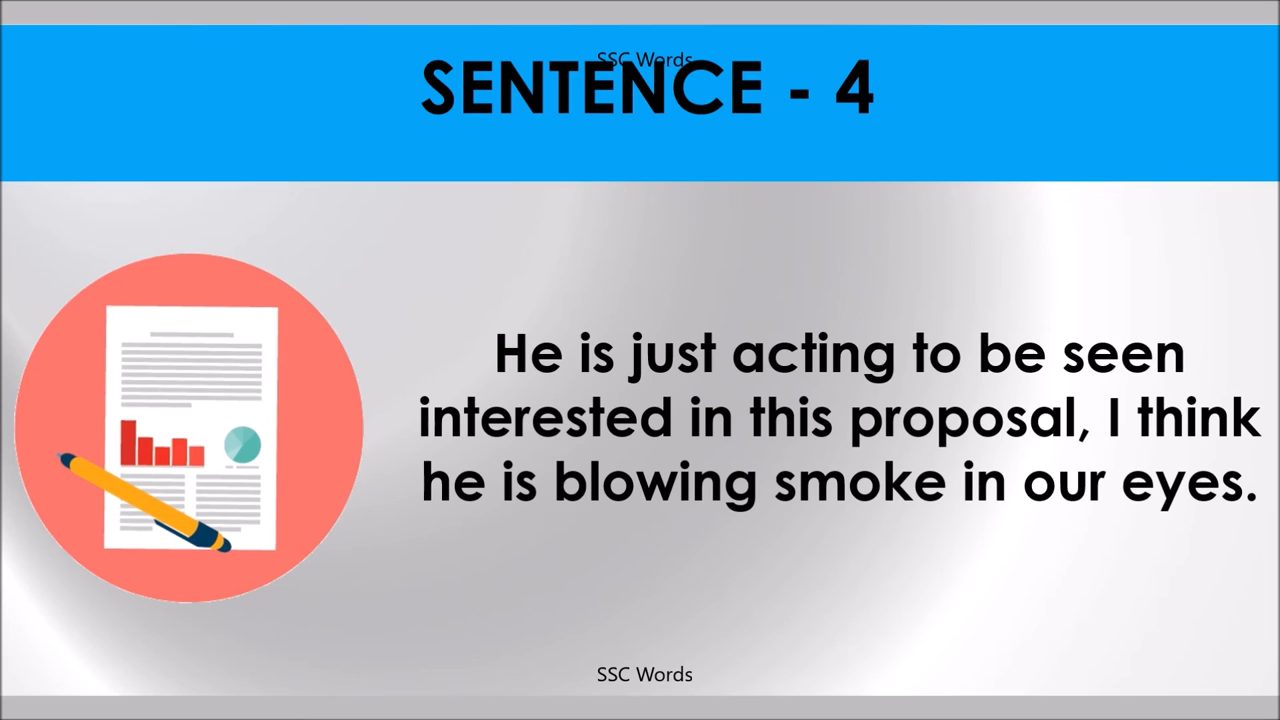 SSC Words
SENTENCE - 4
He is just acting to be seen
interested in this proposal, I think
he is blowing smoke in our eyes.
SSC Words